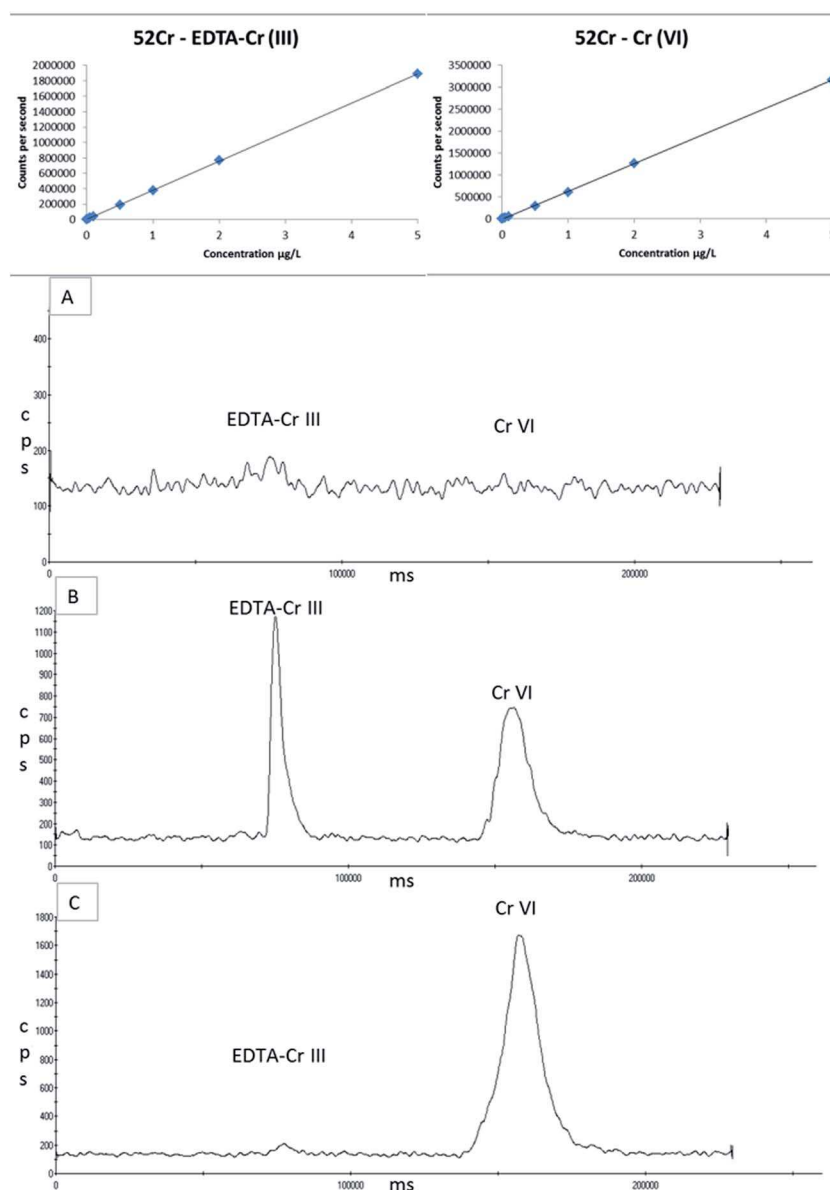 52Cr - EDTA-Cr (III)
52Cr - Cr (VI)
Counts per second
2000000
1800000
1600000
1400000
1200000
1000000
800000
600000
400000
200000
0
0 1 2 3 4 5
Concentration µg/L
Counts per second
3500000
3000000
2500000
2000000
1500000
1000000
500000
0
0 1 2 3 4 5
Concentration µg/L
A
400
300
200
100
0
cps
EDTA-Cr III
Cr VI
0 100000 ms 200000
B
1200
1100
1000
900
800
700
600
500
400
300
200
100
0
cps
EDTA-Cr III
Cr VI
0 100000 ms 200000
C
1800
1600
1400
1200
1000
800
600
400
200
0
cps
EDTA-Cr III
Cr VI
0 100000 ms 200000